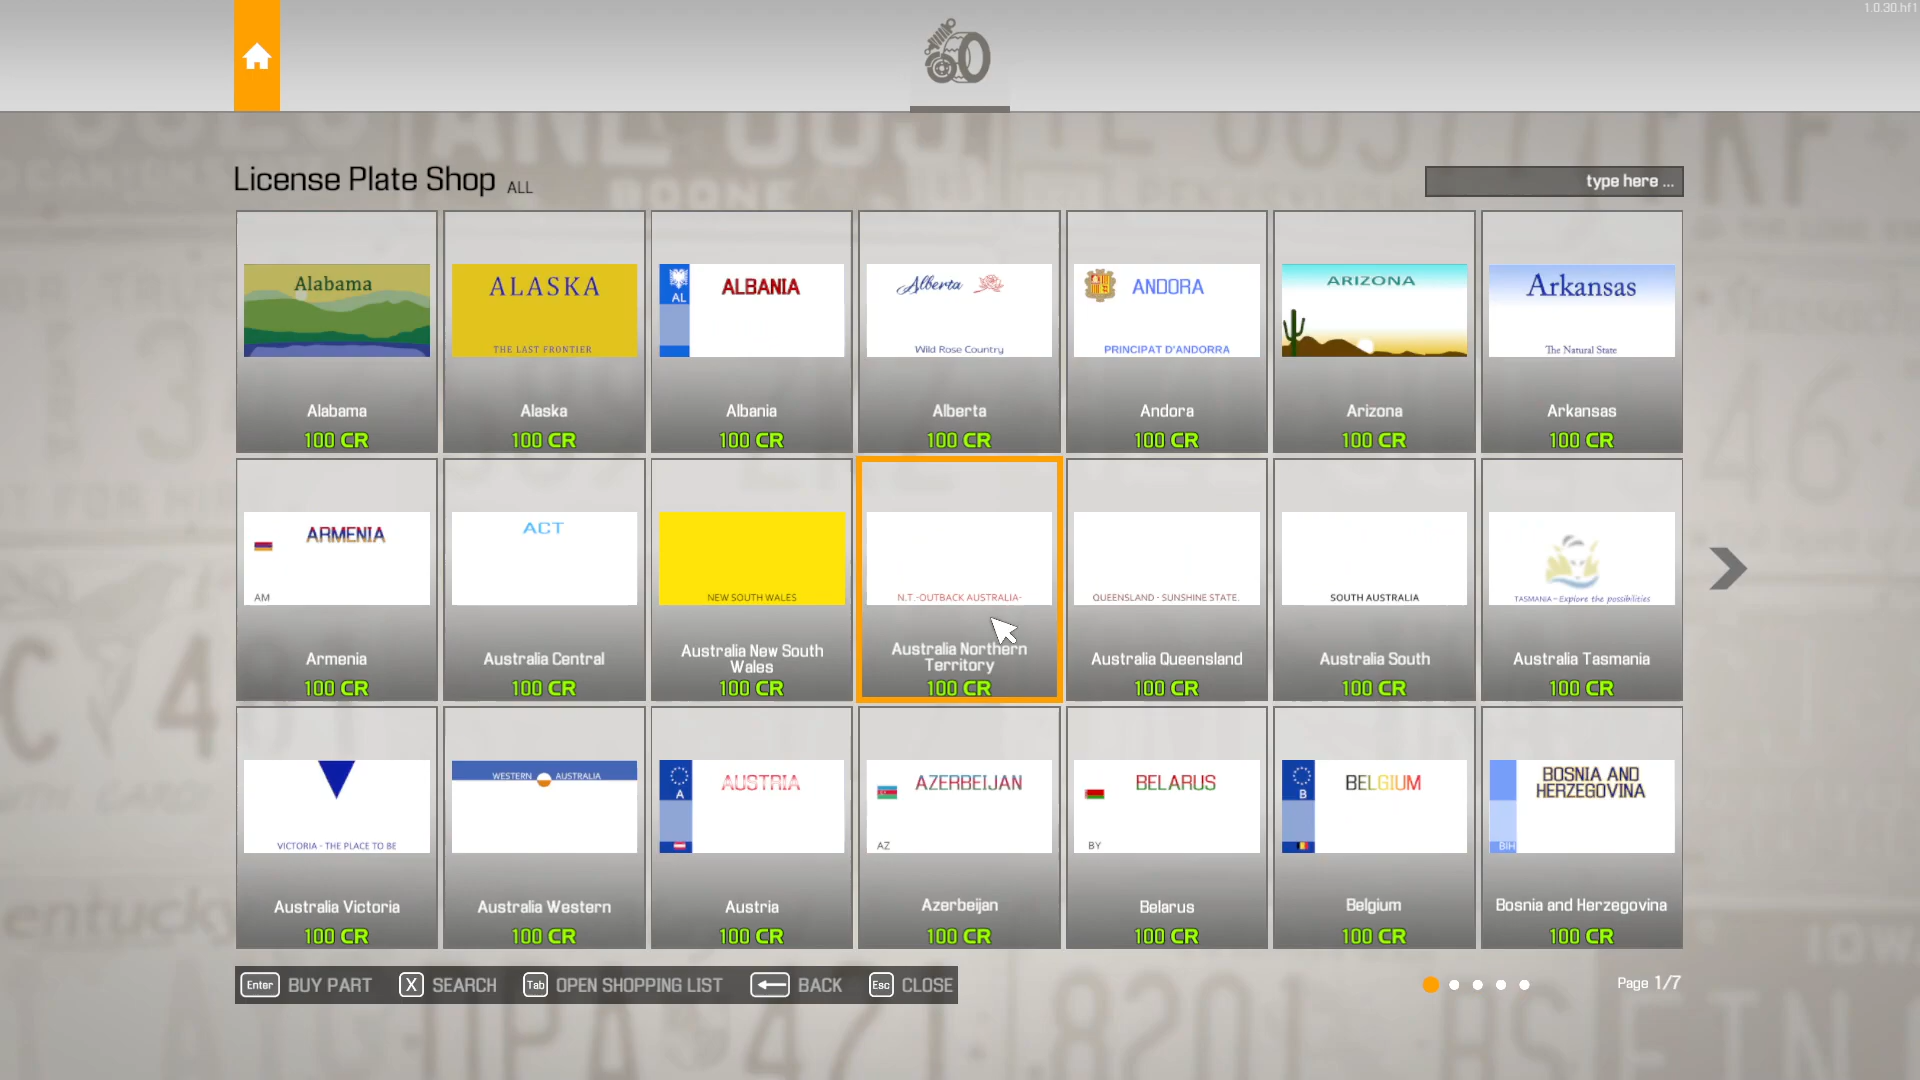 1.0.30.hf1
License Plate Shop ALL
type here ...
Alabama
Alabama
100 CR
ALASKA
THE LAST FRONTIER
Alaska
100 CR
AL
ALBANIA
Albania
100 CR
Alberta
Wild Rose Country
Alberta
100 CR
ANDORRA
PRINCIPAT D'ANDORRA
Andora
100 CR
ARIZONA
Arizona
100 CR
Arkansas
The Natural State
Arkansas
100 CR
ARMENIA
AM
Armenia
100 CR
ACT
Australia Central
100 CR
NEW SOUTH WALES
Australia New South
Wales
100 CR
N.T.-OUTBACK AUSTRALIA-
Australia Northern
Territory
100 CR
QUEENSLAND - SUNSHINE STATE.
Australia Queensland
100 CR
SOUTH AUSTRALIA
Australia South
100 CR
TASMANIA - Explore the possibilities
Australia Tasmania
100 CR
VICTORIA - THE PLACE TO BE
Australia Victoria
100 CR
WESTERN AUSTRALIA
Australia Western
100 CR
A
AUSTRIA
Austria
100 CR
AZERBEIJAN
AZ
Azerbeijan
100 CR
BELARUS
BY
Belarus
100 CR
B
BELGIUM
Belgium
100 CR
BOSNIA AND
HERZEGOVINA
BIH
Bosnia and Herzegovina
100 CR
Enter BUY PART X SEARCH Tab OPEN SHOPPING LIST BACK Esc CLOSE
Page 1/7